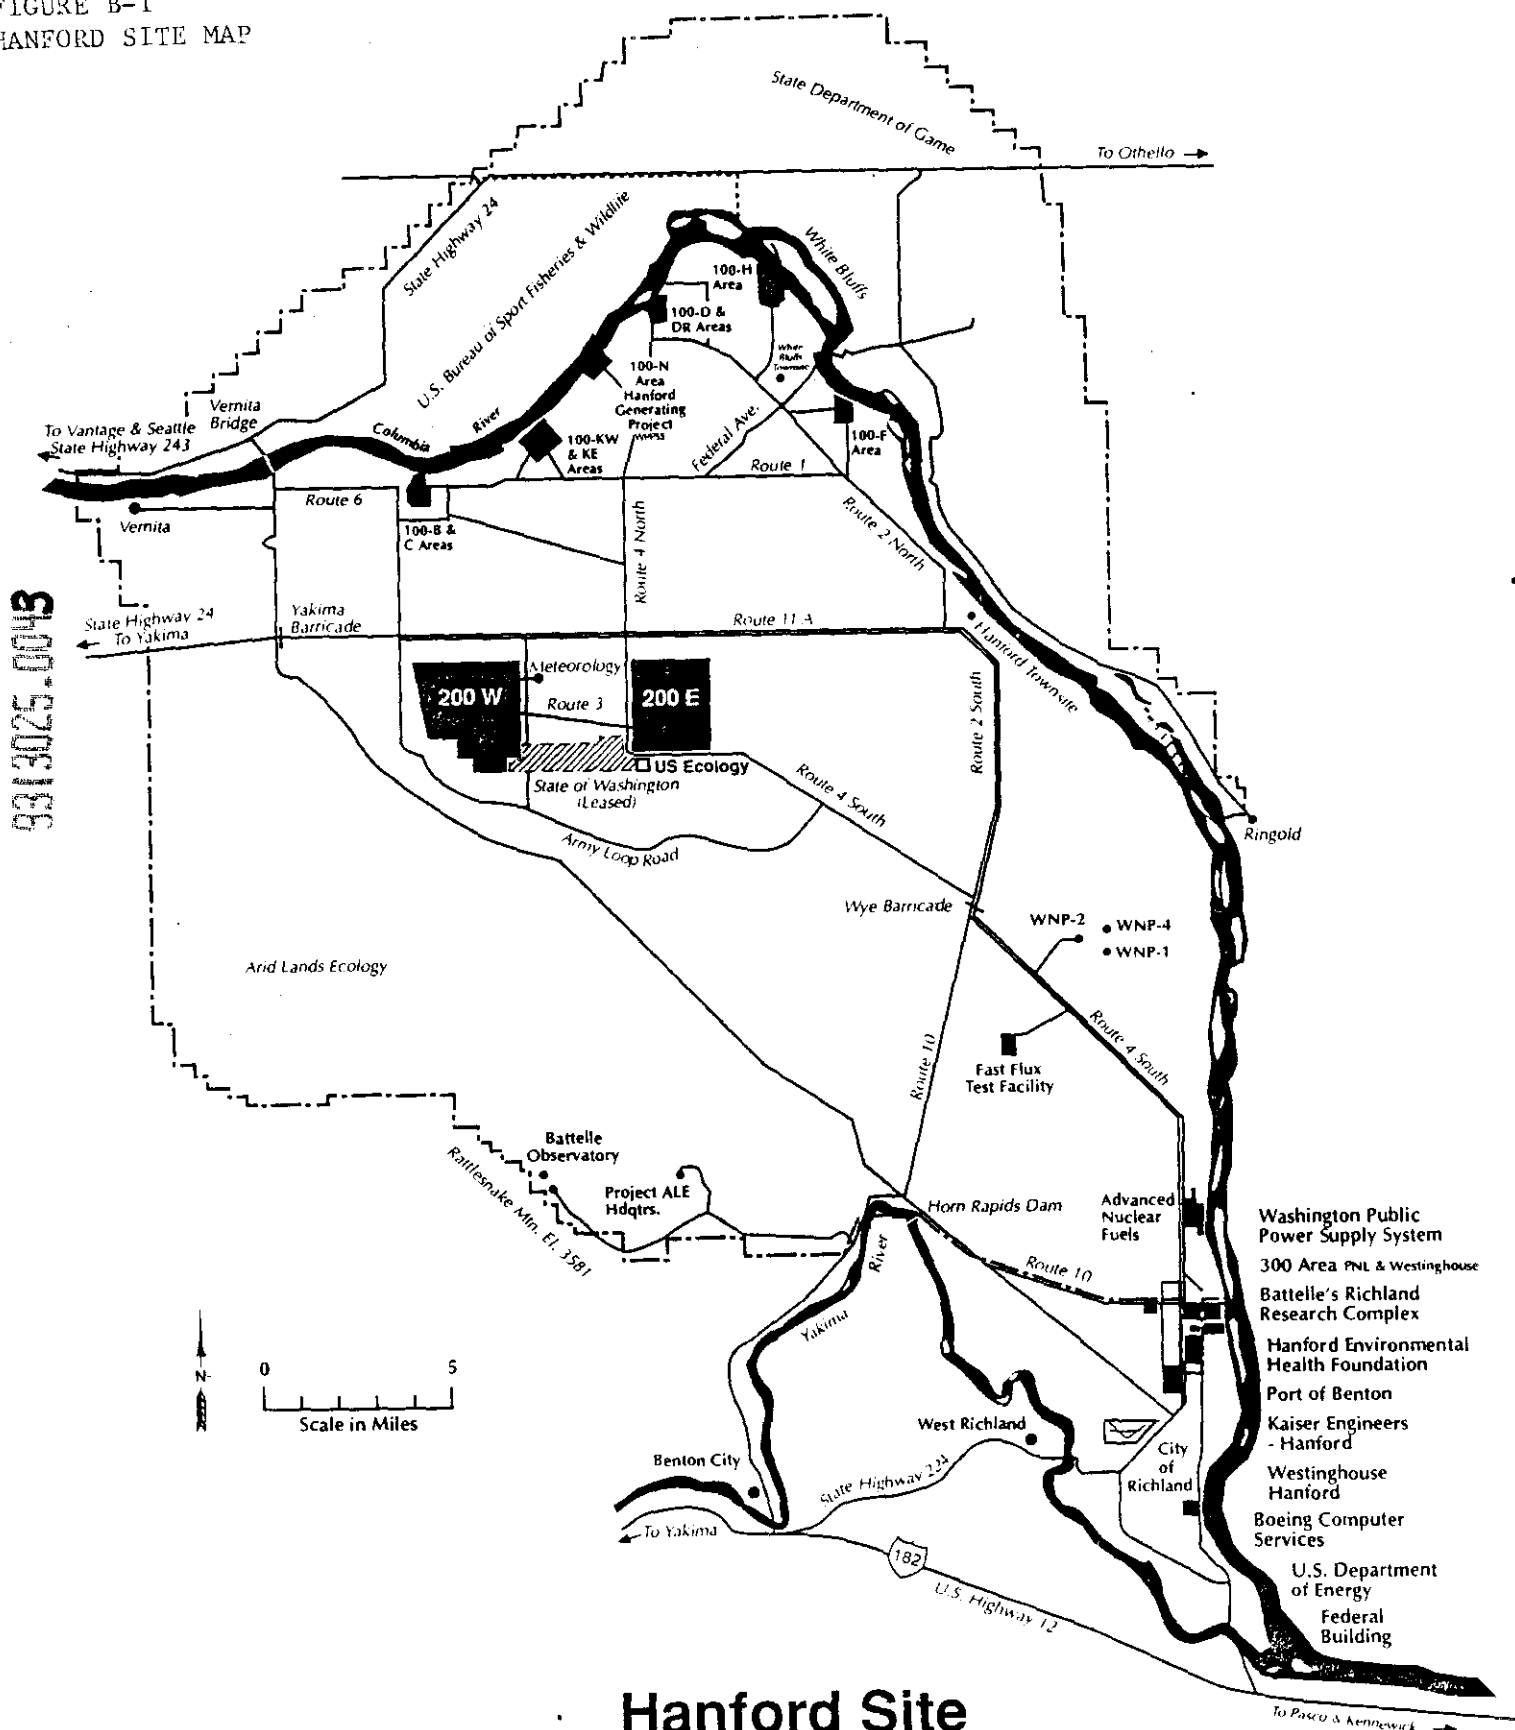 FIGURE B-1
HANFORD SITE MAP
State Department of Game
To Othello
State Highway 24
U.S. Bureau of Sport Fisheries & Wildlife
White Bluffs
100-H
Area
100-D &
DR Areas
White
Bluffs
Townsite
100-N
Area
Hanford
Generating
Project
WPPSS
Vernita
Bridge
To Vantage & Seattle
State Highway 243
Columbia
River
100-KW
& KE
Areas
Federal Ave.
Route 1
100-F
Area
Route 6
Vernita
100-B &
C Areas
Route 4 North
Route 2 North
State Highway 24
To Yakima
Yakima
Barricade
Route 11 A
Hanford Townsite
9313025.0043
Meteorology
200 W
Route 3
200 E
Route 2 South
US Ecology
State of Washington
(Leased)
Route 4 South
Army Loop Road
Ringold
Wye Barricade
WNP-2
WNP-4
WNP-1
Arid Lands Ecology
Route 10
Route 4 South
Fast Flux
Test Facility
Battelle
Observatory
Rattlesnake Mtn. El. 3581
Project ALE
Hdqtrs.
Horn Rapids Dam
Advanced
Nuclear
Fuels
Washington Public
Power Supply System
River
Route 10
300 Area PNL & Westinghouse
Battelle's Richland
Research Complex
Yakima
Hanford Environmental
Health Foundation
N
0 5
Scale in Miles
Port of Benton
West Richland
Kaiser Engineers
- Hanford
City
of
Richland
Benton City
State Highway 224
Westinghouse
Hanford
Boeing Computer
Services
To Yakima
182
U.S. Highway 12
U.S. Department
of Energy
Federal
Building
Hanford Site
To Pasco & Kennewick